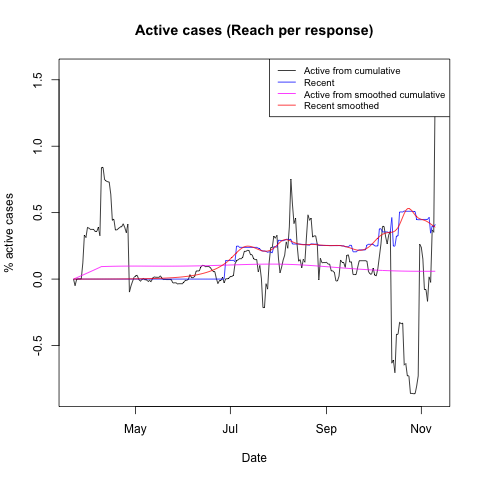 Active cases (Reach per response)
Active from cumulative
Recent
Active from smoothed cumulative
Recent smoothed
% active cases
1.5
1.0
0.5
0.0
-0.5
May Jul Sep Nov
Date